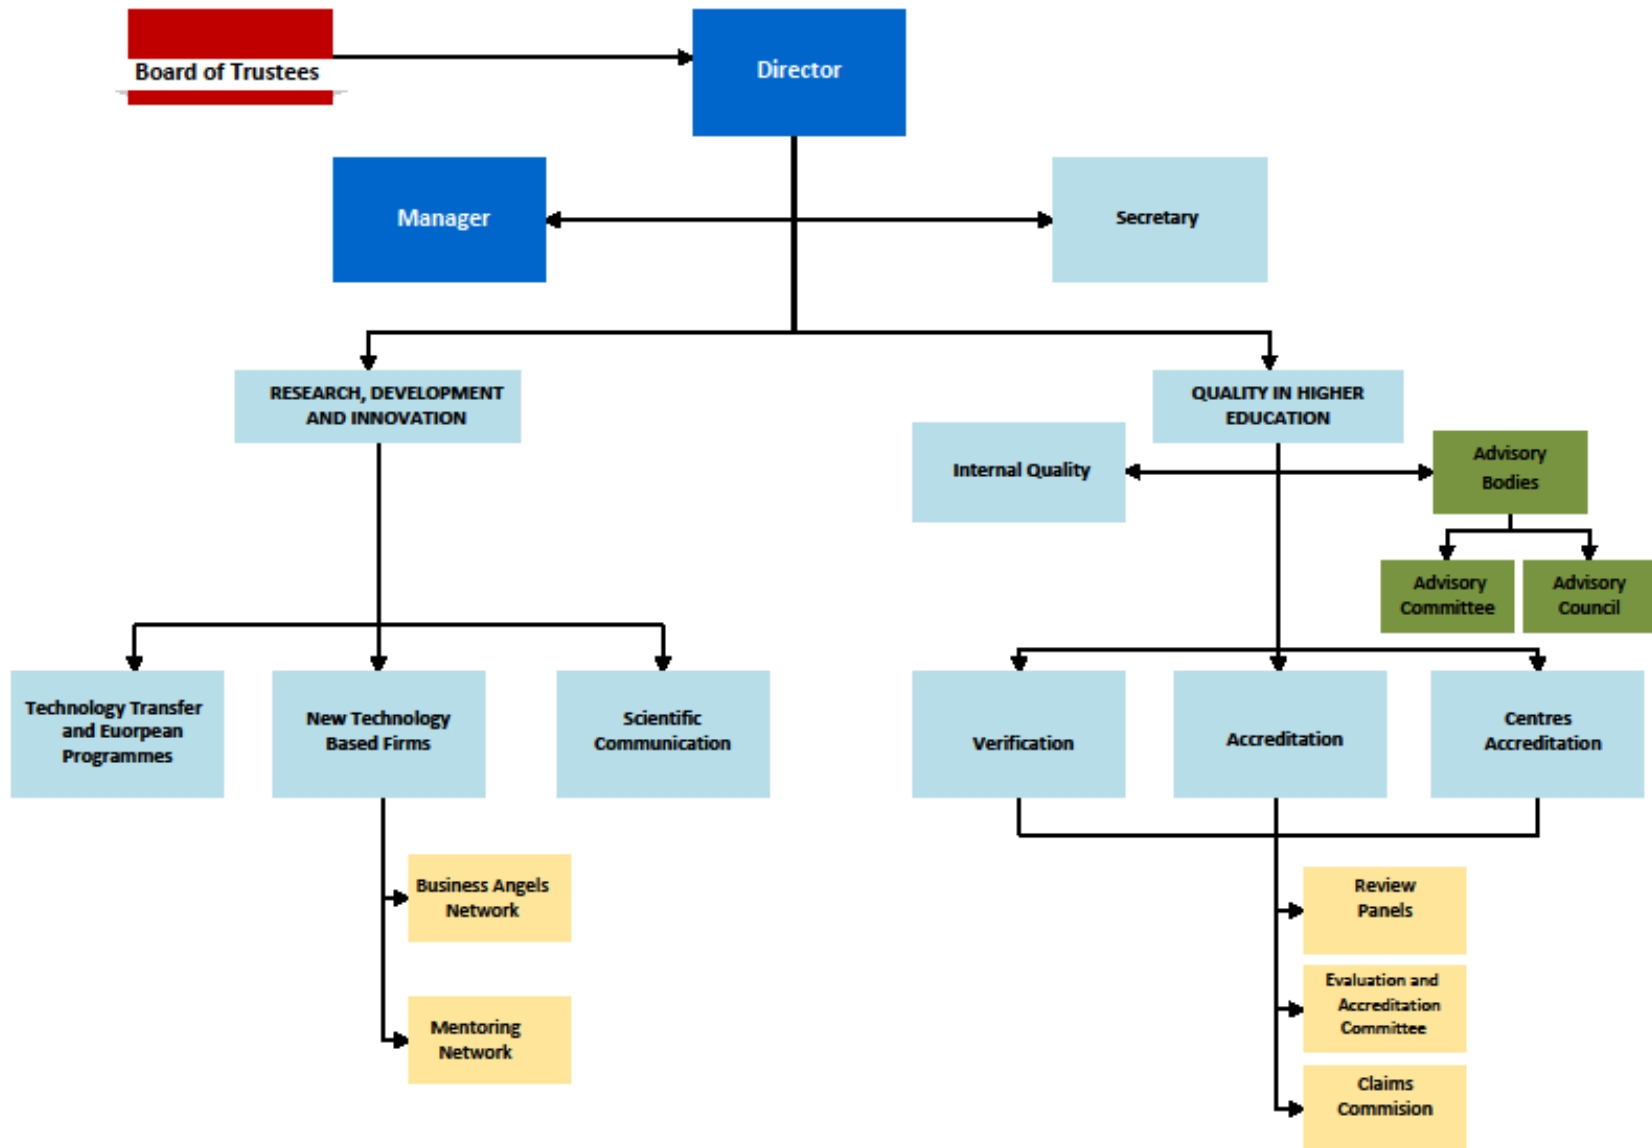 Board of Trustees
Director
Manager
Secretary
RESEARCH, DEVELOPMENT
AND INNOVATION
QUALITY IN HIGHER
EDUCATION
Internal Quality
Advisory
Bodies
Advisory
Committee
Advisory
Council
Technology Transfer
and Euorpean
Programmes
New Technology
Based Firms
Scientific
Communication
Verification
Accreditation
Centres
Accreditation
Business Angels
Network
Mentoring
Network
Review
Panels
Evaluation and
Accreditation
Committee
Claims
Commision